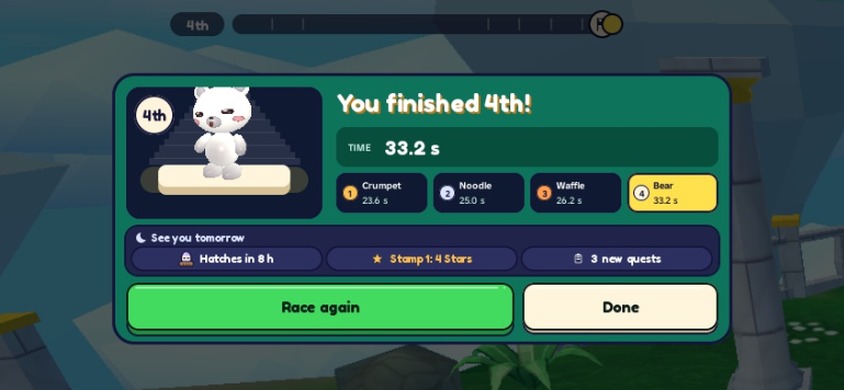 4th
4th
You finished 4th!
TIME 33.2 s
1 Crumpet
23.6 s
2 Noodle
25.0 s
3 Waffle
26.2 s
4 Bear
33.2 s
See you tomorrow
Hatches in 8h
Stamp 1: 4 Stars
3 new quests
Race again
Done